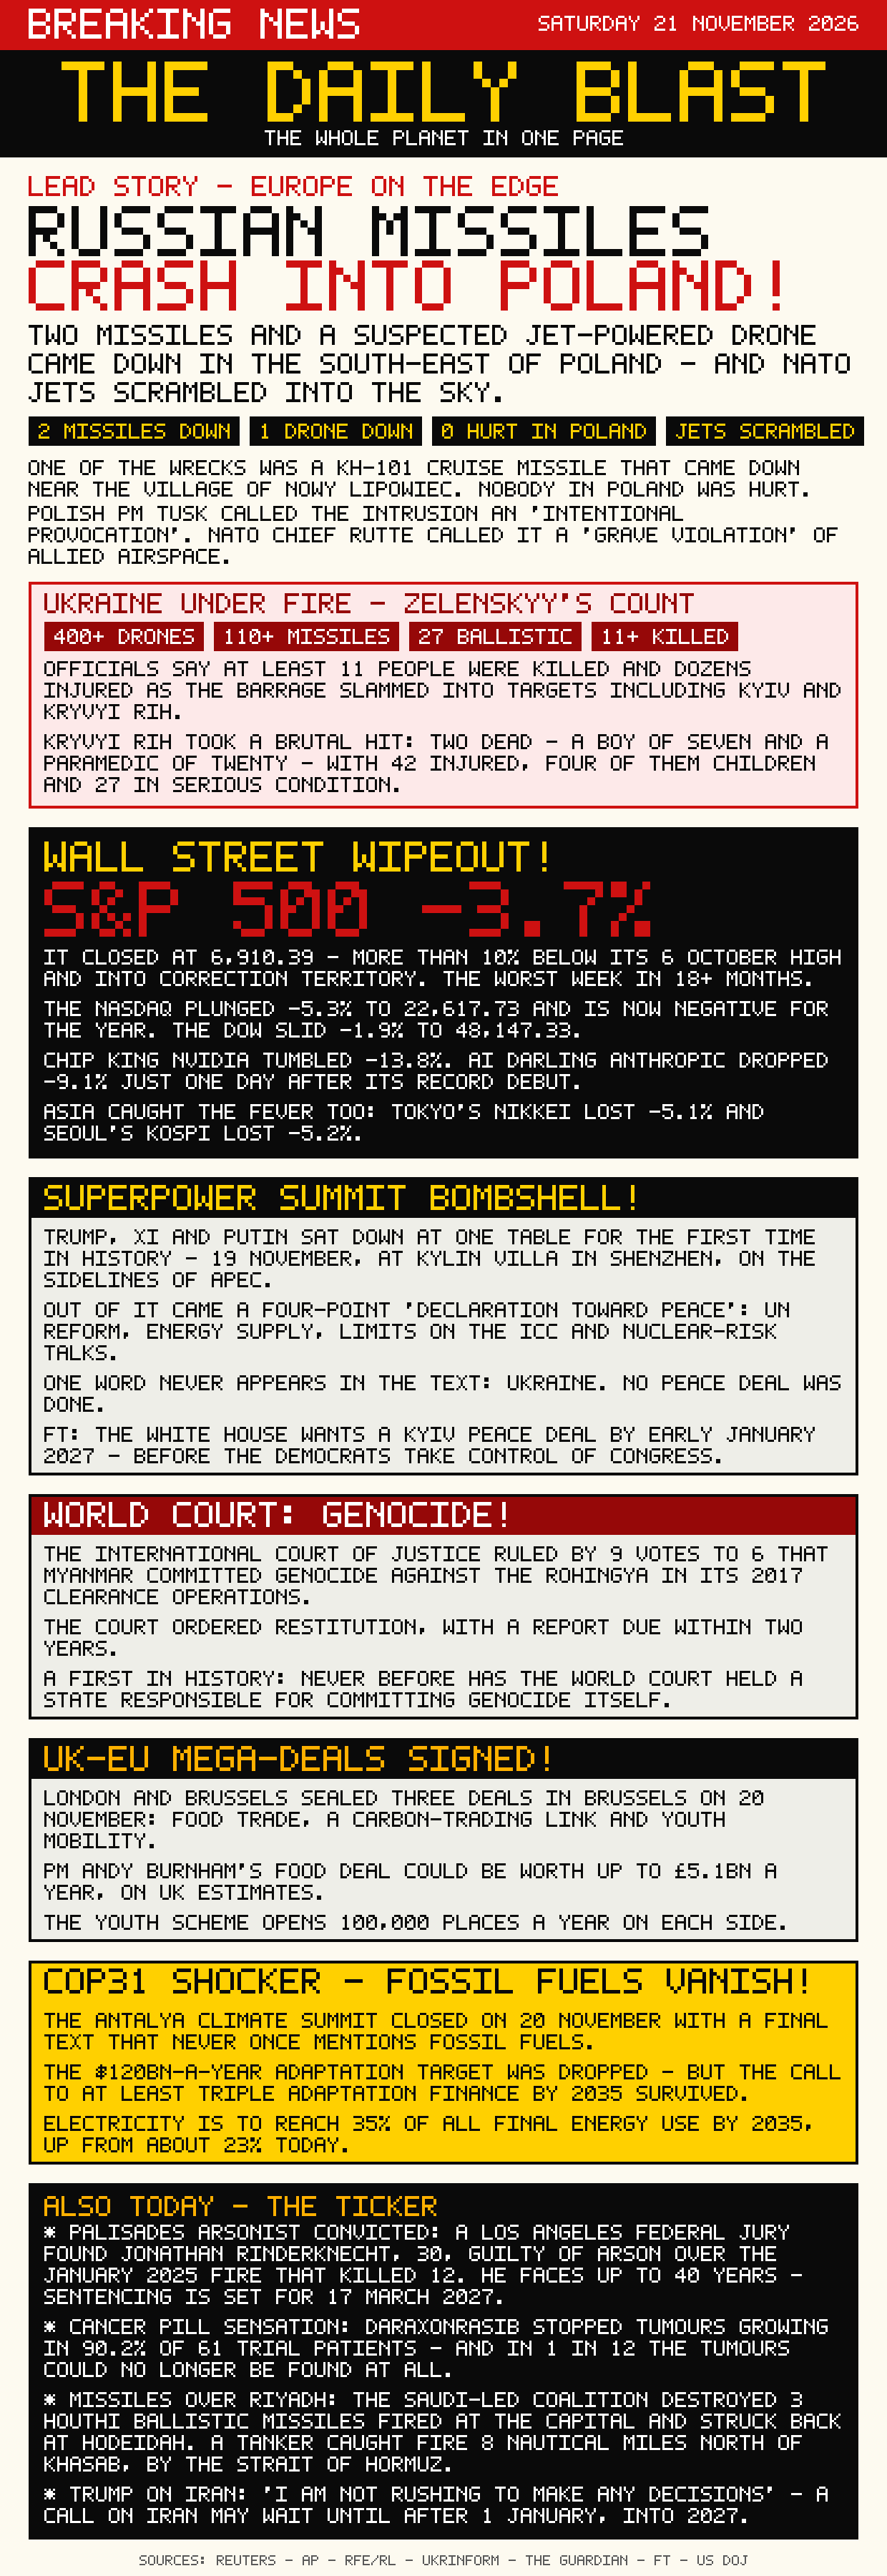 BREAKING NEWS
SATURDAY 21 NOVEMBER 2026
THE DAILY BLAST
THE WHOLE PLANET IN ONE PAGE
LEAD STORY - EUROPE ON THE EDGE
RUSSIAN MISSILES
CRASH INTO POLAND!
TWO MISSILES AND A SUSPECTED JET-POWERED DRONE
CAME DOWN IN THE SOUTH-EAST OF POLAND - AND NATO
JETS SCRAMBLED INTO THE SKY.
2 MISSILES DOWN
1 DRONE DOWN
0 HURT IN POLAND
JETS SCRAMBLED
ONE OF THE WRECKS WAS A KH-101 CRUISE MISSILE THAT CAME DOWN
NEAR THE VILLAGE OF NOWY LIPOWIEC. NOBODY IN POLAND WAS HURT.
POLISH PM TUSK CALLED THE INTRUSION AN 'INTENTIONAL
PROVOCATION'. NATO CHIEF RUTTE CALLED IT A 'GRAVE VIOLATION' OF
ALLIED AIRSPACE.
UKRAINE UNDER FIRE - ZELENSKYY'S COUNT
400+ DRONES
110+ MISSILES
27 BALLISTIC
11+ KILLED
OFFICIALS SAY AT LEAST 11 PEOPLE WERE KILLED AND DOZENS
INJURED AS THE BARRAGE SLAMMED INTO TARGETS INCLUDING KYIV AND
KRYVYI RIH.
KRYVYI RIH TOOK A BRUTAL HIT: TWO DEAD - A BOY OF SEVEN AND A
PARAMEDIC OF TWENTY - WITH 42 INJURED, FOUR OF THEM CHILDREN
AND 27 IN SERIOUS CONDITION.
WALL STREET WIPEOUT!
S&P 500 -3.7%
IT CLOSED AT 6,910.39 - MORE THAN 10% BELOW ITS 6 OCTOBER HIGH
AND INTO CORRECTION TERRITORY. THE WORST WEEK IN 18+ MONTHS.
THE NASDAQ PLUNGED -5.3% TO 22,617.73 AND IS NOW NEGATIVE FOR
THE YEAR. THE DOW SLID -1.9% TO 48,147.33.
CHIP KING NVIDIA TUMBLED -13.8%. AI DARLING ANTHROPIC DROPPED
-9.1% JUST ONE DAY AFTER ITS RECORD DEBUT.
ASIA CAUGHT THE FEVER TOO: TOKYO'S NIKKEI LOST -5.1% AND
SEOUL'S KOSPI LOST -5.2%.
SUPERPOWER SUMMIT BOMBSHELL!
TRUMP, XI AND PUTIN SAT DOWN AT ONE TABLE FOR THE FIRST TIME
IN HISTORY - 19 NOVEMBER, AT KYLIN VILLA IN SHENZHEN, ON THE
SIDELINES OF APEC.
OUT OF IT CAME A FOUR-POINT 'DECLARATION TOWARD PEACE': UN
REFORM, ENERGY SUPPLY, LIMITS ON THE ICC AND NUCLEAR-RISK
TALKS.
ONE WORD NEVER APPEARS IN THE TEXT: UKRAINE. NO PEACE DEAL WAS
DONE.
FT: THE WHITE HOUSE WANTS A KYIV PEACE DEAL BY EARLY JANUARY
2027 - BEFORE THE DEMOCRATS TAKE CONTROL OF CONGRESS.
WORLD COURT: GENOCIDE!
THE INTERNATIONAL COURT OF JUSTICE RULED BY 9 VOTES TO 6 THAT
MYANMAR COMMITTED GENOCIDE AGAINST THE ROHINGYA IN ITS 2017
CLEARANCE OPERATIONS.
THE COURT ORDERED RESTITUTION, WITH A REPORT DUE WITHIN TWO
YEARS.
A FIRST IN HISTORY: NEVER BEFORE HAS THE WORLD COURT HELD A
STATE RESPONSIBLE FOR COMMITTING GENOCIDE ITSELF.
UK-EU MEGA-DEALS SIGNED!
LONDON AND BRUSSELS SEALED THREE DEALS IN BRUSSELS ON 20
NOVEMBER: FOOD TRADE, A CARBON-TRADING LINK AND YOUTH
MOBILITY.
PM ANDY BURNHAM'S FOOD DEAL COULD BE WORTH UP TO £5.1BN A
YEAR, ON UK ESTIMATES.
THE YOUTH SCHEME OPENS 100,000 PLACES A YEAR ON EACH SIDE.
COP31 SHOCKER - FOSSIL FUELS VANISH!
THE ANTALYA CLIMATE SUMMIT CLOSED ON 20 NOVEMBER WITH A FINAL
TEXT THAT NEVER ONCE MENTIONS FOSSIL FUELS.
THE $120BN-A-YEAR ADAPTATION TARGET WAS DROPPED - BUT THE CALL
TO AT LEAST TRIPLE ADAPTATION FINANCE BY 2035 SURVIVED.
ELECTRICITY IS TO REACH 35% OF ALL FINAL ENERGY USE BY 2035,
UP FROM ABOUT 23% TODAY.
ALSO TODAY - THE TICKER
* PALISADES ARSONIST CONVICTED: A LOS ANGELES FEDERAL JURY
FOUND JONATHAN RINDERKNECHT, 30, GUILTY OF ARSON OVER THE
JANUARY 2025 FIRE THAT KILLED 12. HE FACES UP TO 40 YEARS -
SENTENCING IS SET FOR 17 MARCH 2027.
* CANCER PILL SENSATION: DARAXONRASIB STOPPED TUMOURS GROWING
IN 90.2% OF 61 TRIAL PATIENTS - AND IN 1 IN 12 THE TUMOURS
COULD NO LONGER BE FOUND AT ALL.
* MISSILES OVER RIYADH: THE SAUDI-LED COALITION DESTROYED 3
HOUTHI BALLISTIC MISSILES FIRED AT THE CAPITAL AND STRUCK BACK
AT HODEIDAH. A TANKER CAUGHT FIRE 8 NAUTICAL MILES NORTH OF
KHASAB, BY THE STRAIT OF HORMUZ.
* TRUMP ON IRAN: 'I AM NOT RUSHING TO MAKE ANY DECISIONS' - A
CALL ON IRAN MAY WAIT UNTIL AFTER 1 JANUARY, INTO 2027.
SOURCES: REUTERS - AP - RFE/RL - UKRINFORM - THE GUARDIAN - FT - US DOJ